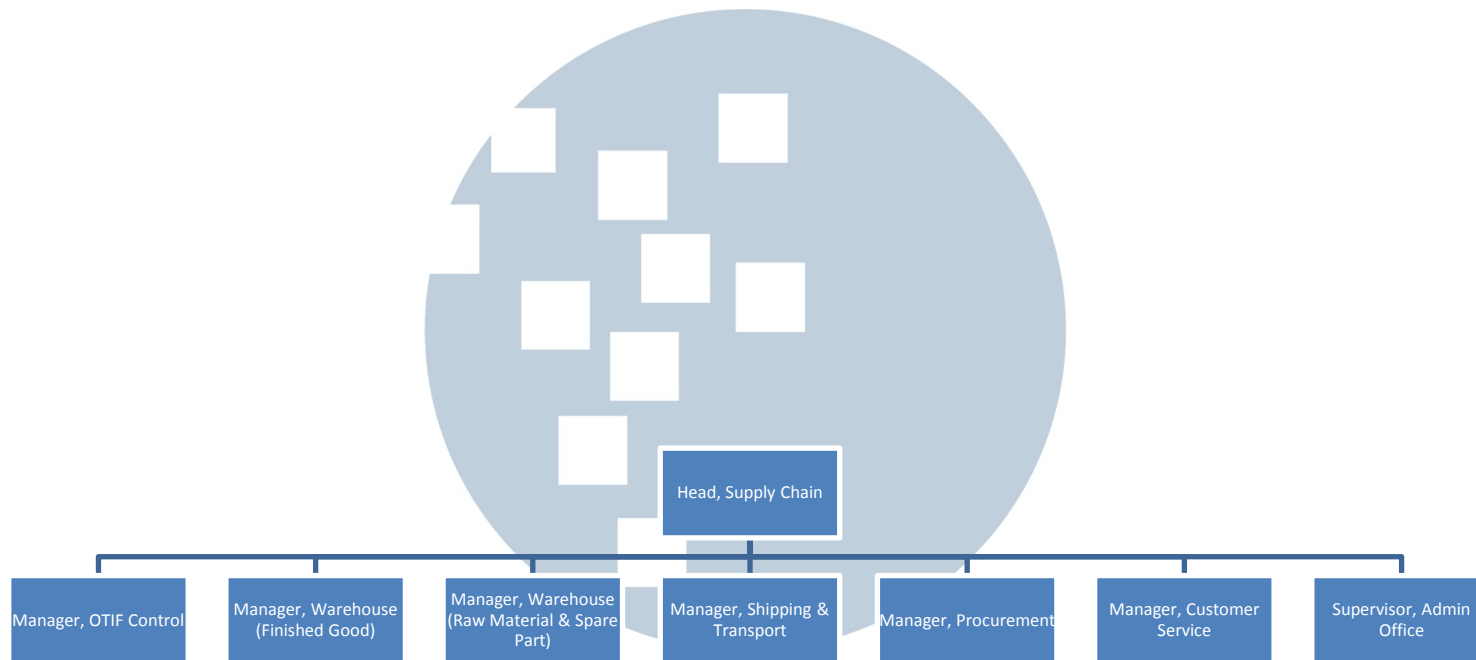 Head, Supply Chain
Manager, OTIF Control
Manager, Warehouse
(Finished Good)
Manager, Warehouse
(Raw Material & Spare
Part)
Manager, Shipping &
Transport
Manager, Procurement
Manager, Customer
Service
Supervisor, Admin
Office